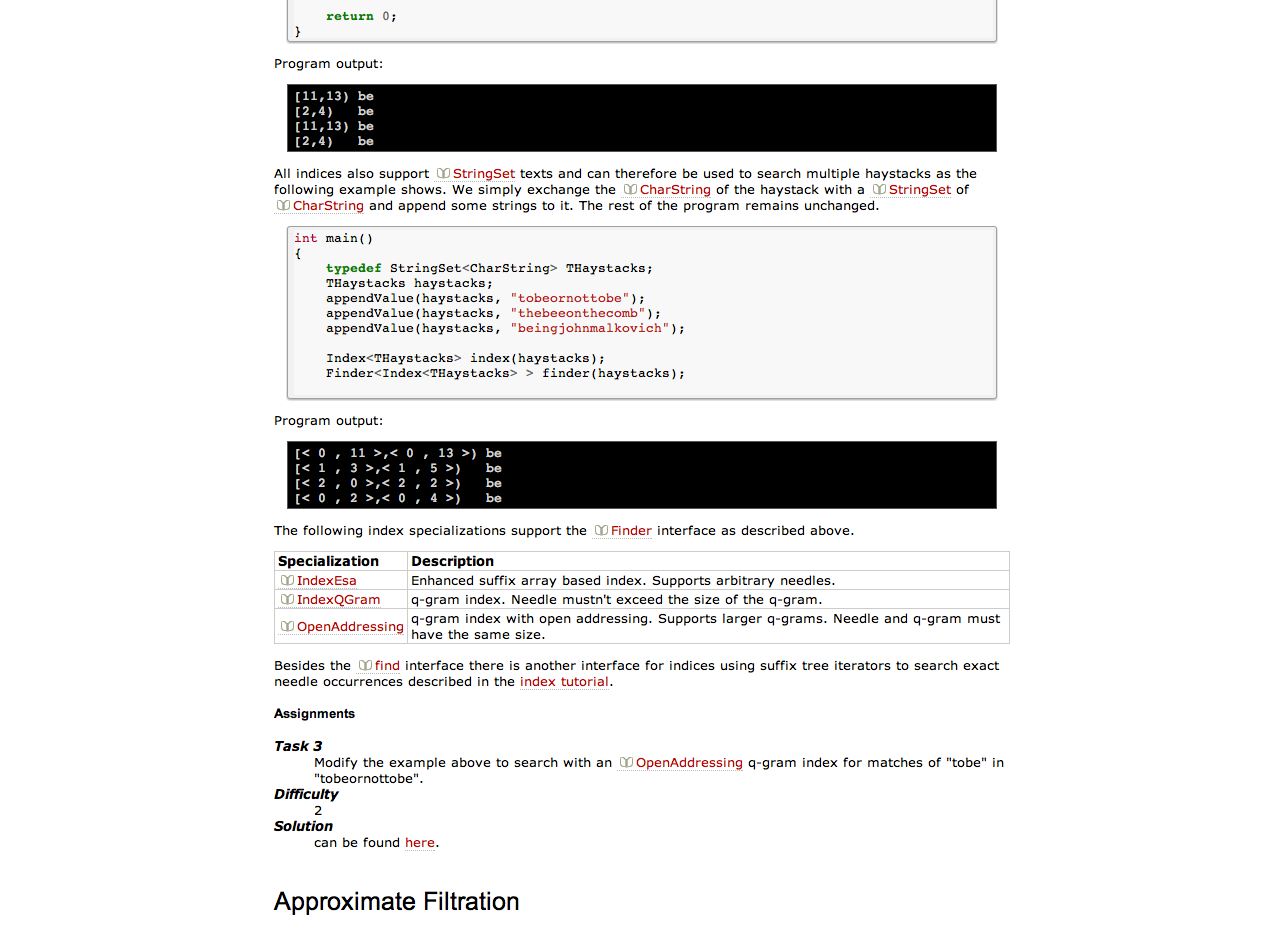 return 0;
}
Program output:
[11,13) be
[2,4)   be
[11,13) be
[2,4)   be
All indices also support StringSet texts and can therefore be used to search multiple haystacks as the
following example shows. We simply exchange the CharString of the haystack with a StringSet of
CharString and append some strings to it. The rest of the program remains unchanged.
int main()
{
    typedef StringSet<CharString> THaystacks;
    THaystacks haystacks;
    appendValue(haystacks, "tobeornottobe");
    appendValue(haystacks, "thebeeonthecomb");
    appendValue(haystacks, "beingjohnmalkovich");
    Index<THaystacks> index(haystacks);
    Finder<Index<THaystacks> > finder(haystacks);
Program output:
[< 0 , 11 >,< 0 , 13 >) be
[< 1 , 3 >,< 1 , 5 >)   be
[< 2 , 0 >,< 2 , 2 >)   be
[< 0 , 2 >,< 0 , 4 >)   be
The following index specializations support the Finder interface as described above.
Specialization Description
IndexEsa Enhanced suffix array based index. Supports arbitrary needles.
IndexQGram q-gram index. Needle mustn't exceed the size of the q-gram.
OpenAddressing q-gram index with open addressing. Supports larger q-grams. Needle and q-gram must
have the same size.
Besides the find interface there is another interface for indices using suffix tree iterators to search exact
needle occurrences described in the index tutorial.
Assignments
Task 3
Modify the example above to search with an OpenAddressing q-gram index for matches of "tobe" in
"tobeornottobe".
Difficulty
2
Solution
can be found here.
Approximate Filtration